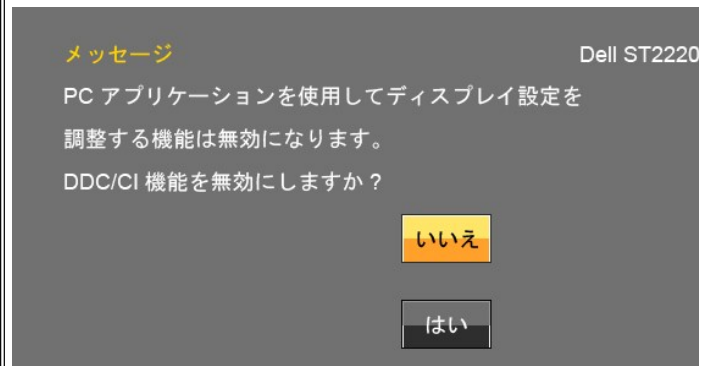 メッセージ
Dell ST2220
PC アプリケーションを使用してディスプレイ設定を
調整する機能は無効になります。
DDC/CI 機能を無効にしますか？
いいえ
はい